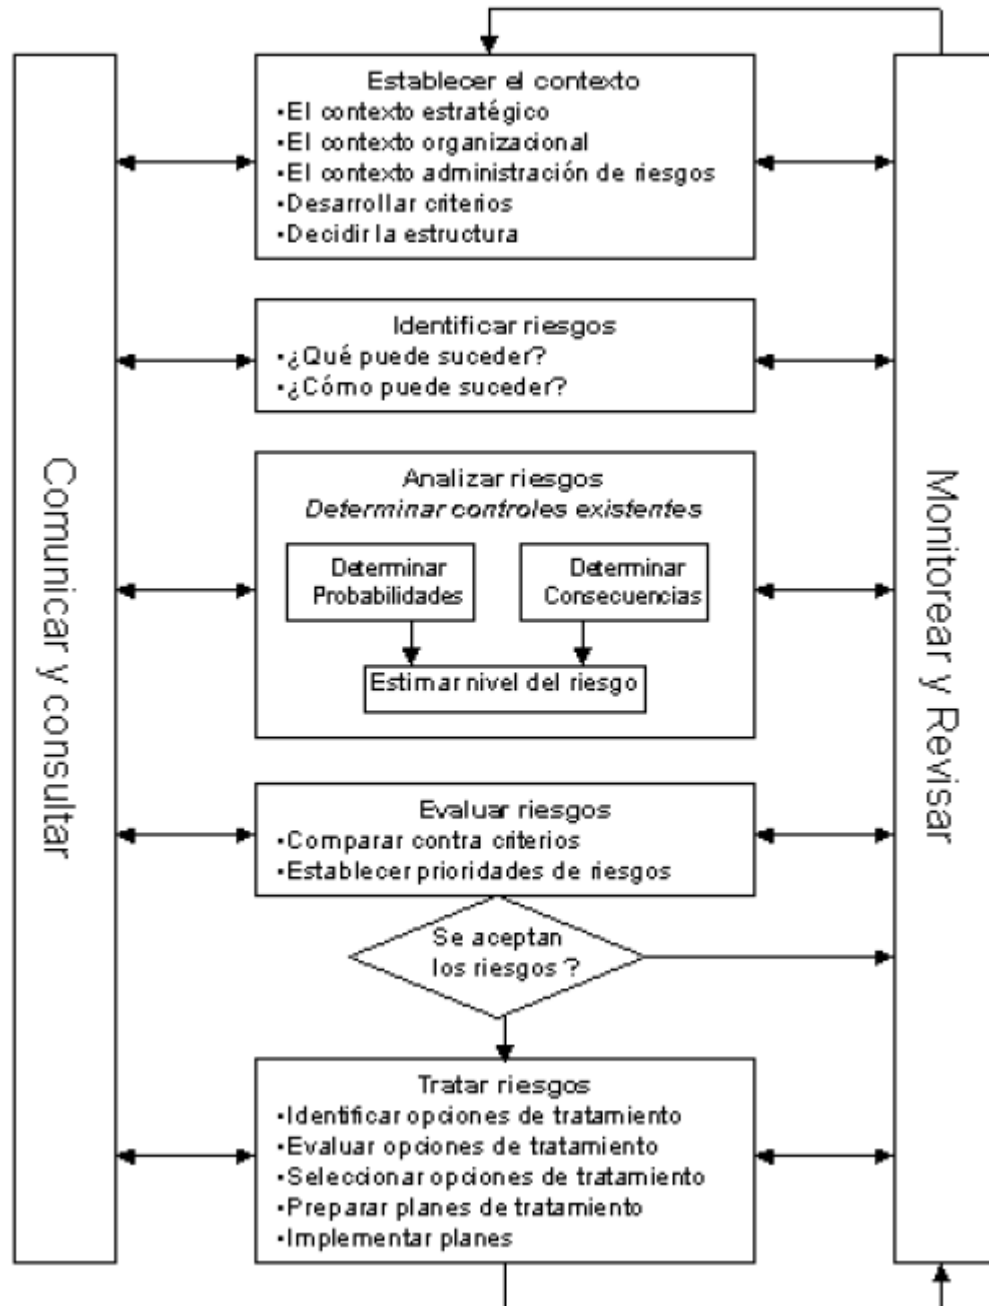 Establecer el contexto
•El contexto estratégico
•El contexto organizacional
•El contexto administración de riesgos
•Desarrollar criterios
•Decidir la estructura
Identificar riesgos
•¿Qué puede suceder?
•¿Cómo puede suceder?
Analizar riesgos
Determinar controles existentes
Determinar
Probabilidades
Determinar
Consecuencias
Estimar nivel del riesgo
Evaluar riesgos
•Comparar contra criterios
•Establecer prioridades de riesgos
Se aceptan
los riesgos ?
Tratar riesgos
•Identificar opciones de tratamiento
•Evaluar opciones de tratamiento
•Seleccionar opciones de tratamiento
•Preparar planes de tratamiento
•Implementar planes
Comunicar y consultar
Monitorear y Revisar